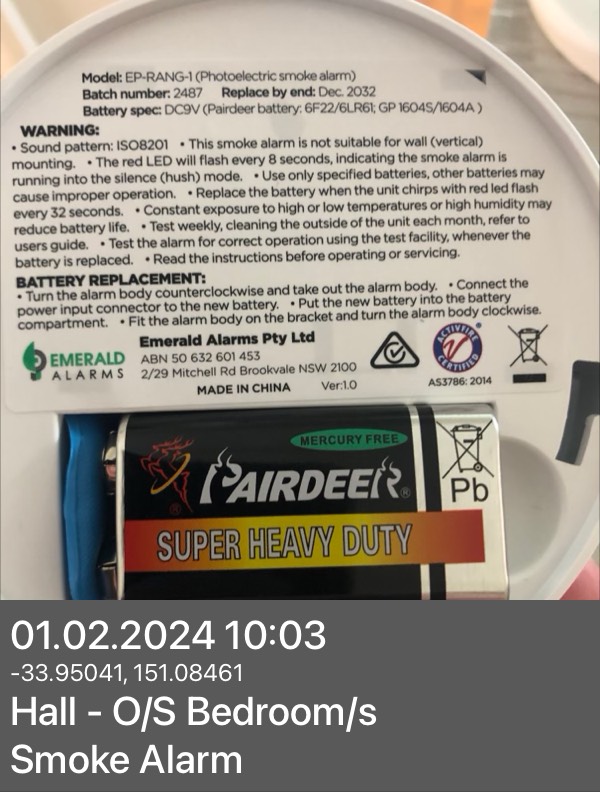 Model: EP-RANG-1 (Photoelectric smoke alarm)
Batch number: 2487 Replace by end: Dec. 2032
Battery spec: DC9V (Pairdeer battery: 6F22/6LR61; GP 1604S/1604A )
WARNING:
• Sound pattern: ISO8201 • This smoke alarm is not suitable for wall (vertical)
mounting. • The red LED will flash every 8 seconds, indicating the smoke alarm is
running into the silence (hush) mode. • Use only specified batteries, other batteries may
cause improper operation. • Replace the battery when the unit chirps with red led flash
every 32 seconds. • Constant exposure to high or low temperatures or high humidity may
reduce battery life. • Test weekly, cleaning the outside of the unit each month, refer to
users guide. • Test the alarm for correct operation using the test facility, whenever the
battery is replaced. • Read the instructions before operating or servicing.
BATTERY REPLACEMENT:
• Turn the alarm body counterclockwise and take out the alarm body. • Connect the
power input connector to the new battery. • Put the new battery into the battery
compartment. • Fit the alarm body on the bracket and turn the alarm body clockwise.
EMERALD
ALARMS
Emerald Alarms Pty Ltd
ABN 50 632 601 453
2/29 Mitchell Rd Brookvale NSW 2100
MADE IN CHINA Ver:1.0
ACTIVFIRE
CERTIFIED
AS3786: 2014
MERCURY FREE
PAIRDEER®
®
SUPER HEAVY DUTY
Pb
01.02.2024 10:03
-33.95041, 151.08461
Hall - O/S Bedroom/s
Smoke Alarm